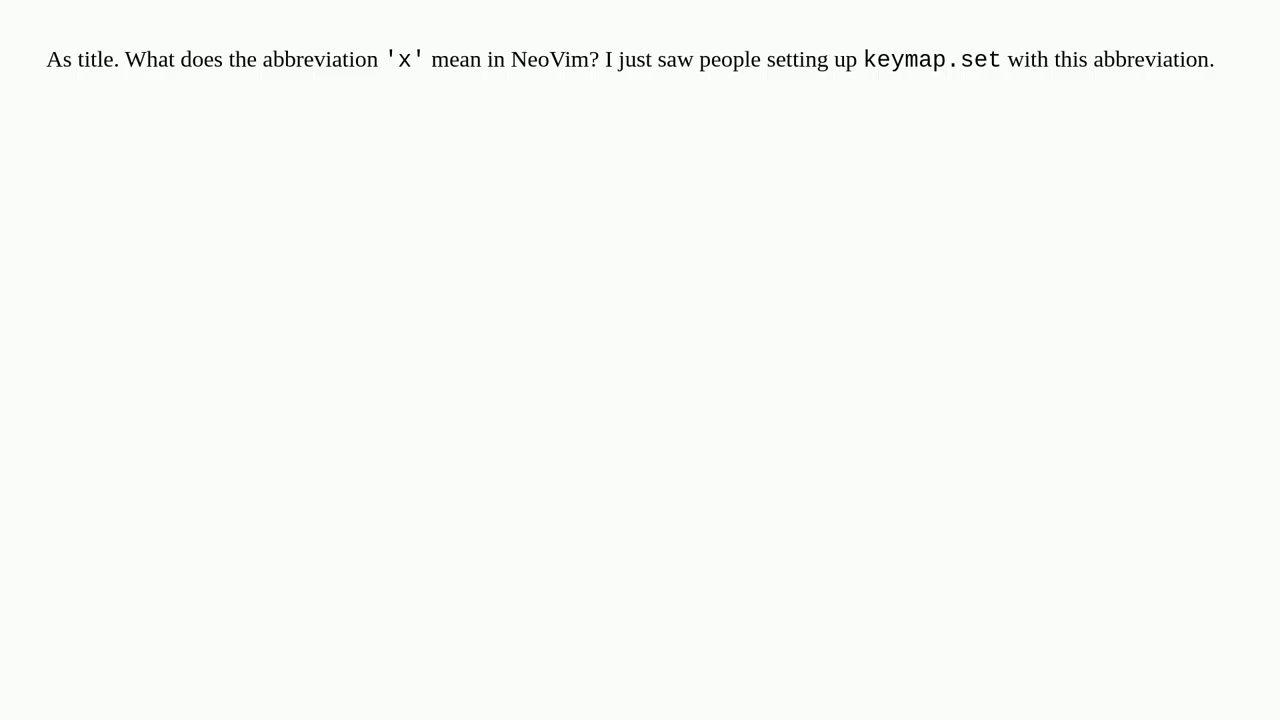 As title. What does the abbreviation 'x' mean in NeoVim? I just saw people setting up keymap.set with this abbreviation.